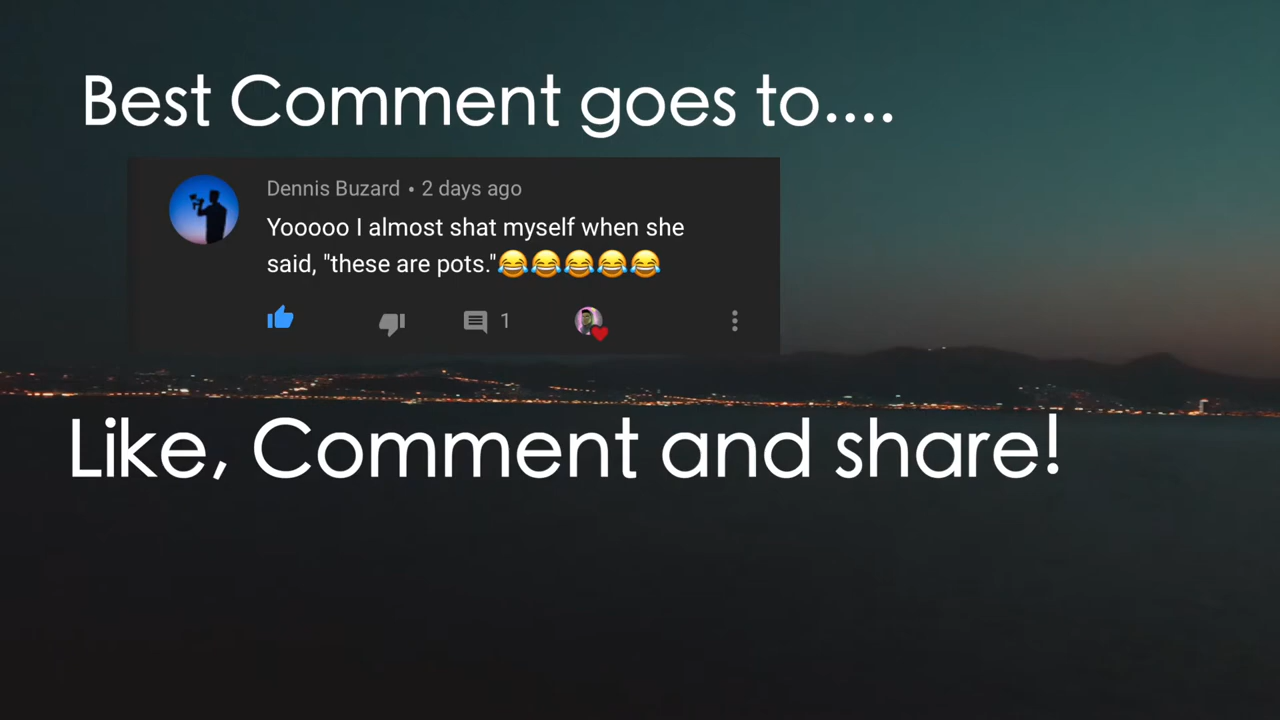 Best Comment goes to....
Dennis Buzard • 2 days ago
Yooooo I almost shat myself when she
said, "these are pots."😂😂😂😂😂
1
Like, Comment and share!